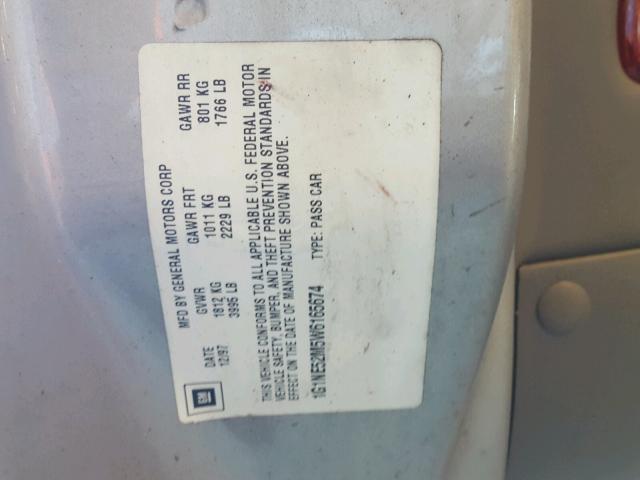 MFD BY GENERAL MOTORS CORP
DATE GVWR GAWR FRT GAWR RR
12/97 1812 KG 1011 KG 801 KG
3995 LB 2229 LB 1766 LB
GM
THIS VEHICLE CONFORMS TO ALL APPLICABLE U.S. FEDERAL MOTOR
VEHICLE SAFETY, BUMPER, AND THEFT PREVENTION STANDARDS IN
EFFECT ON THE DATE OF MANUFACTURE SHOWN ABOVE.
1G1NE52M5W6165674 TYPE: PASS CAR